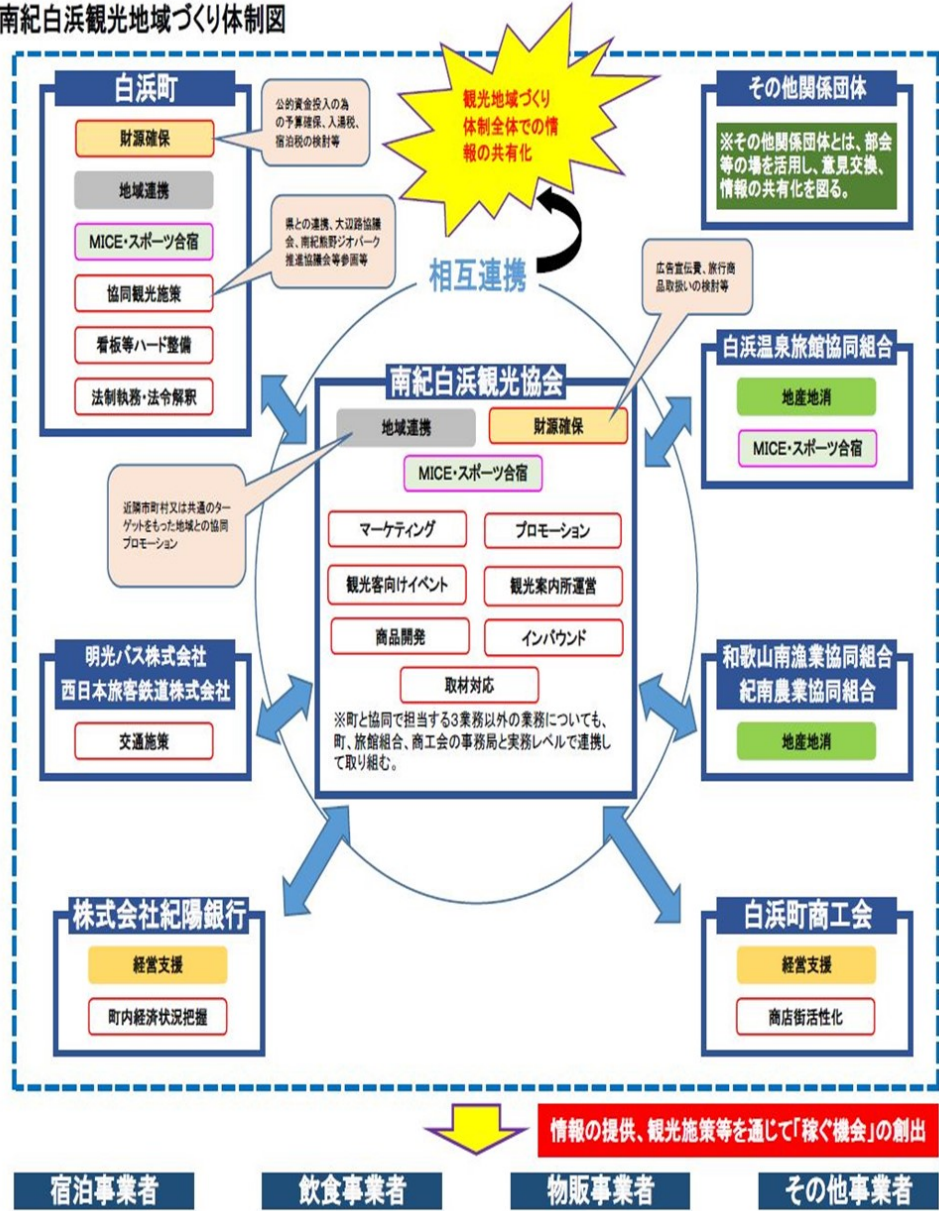 南紀白浜観光地域づくり体制図
白浜町
財源確保
地域連携
MICE・スポーツ合宿
協同観光施策
看板等ハード整備
法制執務・法令解釈
公的資金投入の為
の予算確保、入湯税、
宿泊税の検討等
県との連携、大辺路協議
会、南紀熊野ジオパーク
推進協議会等参画等
観光地域づくり
体制全体での情
報の共有化
相互連携
その他関係団体
※その他関係団体とは、部会
等の場を活用し、意見交換、
情報の共有化を図る。
広告宣伝費、旅行商
品取扱いの検討等
南紀白浜観光協会
地域連携
財源確保
MICE・スポーツ合宿
マーケティング
プロモーション
観光客向けイベント
観光案内所運営
商品開発
インバウンド
取材対応
※町と協同で担当する3業務以外の業務についても、
町、旅館組合、商工会の事務局と実務レベルで連携し
て取り組む。
近隣市町村又は共通のター
ゲットをもった地域との協同
プロモーション
白浜温泉旅館協同組合
地産地消
MICE・スポーツ合宿
明光バス株式会社
西日本旅客鉄道株式会社
交通施策
和歌山南漁業協同組合
紀南農業協同組合
地産地消
株式会社紀陽銀行
経営支援
町内経済状況把握
白浜町商工会
経営支援
商店街活性化
情報の提供、観光施策等を通じて「稼ぐ機会」の創出
宿泊事業者
飲食事業者
物販事業者
その他事業者